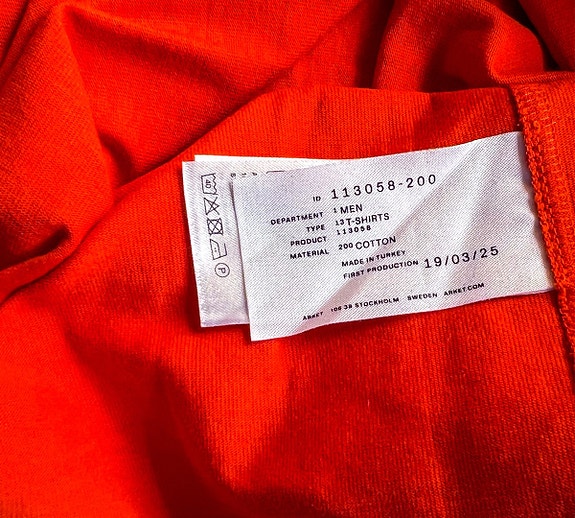 ID 113058-200
DEPARTMENT 1 MEN
TYPE 13 T-SHIRTS
PRODUCT 113058
MATERIAL 200 COTTON
MADE IN TURKEY
FIRST PRODUCTION 19/03/25
ARKET 106 38 STOCKHOLM SWEDEN ARKET.COM
P